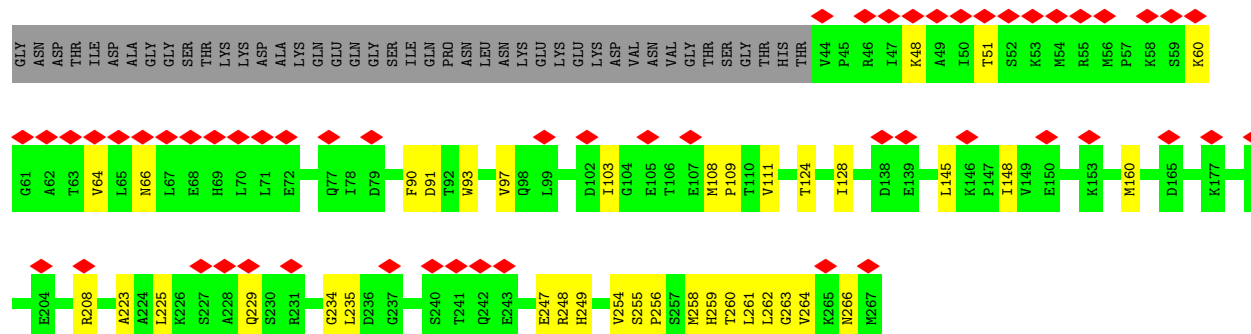 GLY ASN ASP THR ILE ASP ALA GLY GLY SER THR LYS LYS ASP ALA LYS GLN GLU GLN GLY SER ILE GLN PRO ASN LEU ASN LYS GLU LYS GLU LYS ASP VAL ASN VAL GLY THR SER GLY THR HIS THR V44 P45 R46 I47 K48 A49 I50 T51 S52 K53 M54 R55 M56 P57 K58 S59 K60
G61 A62 T63 V64 L65 N66 L67 E68 H69 L70 L71 E72 Q77 I78 D79 F90 D91 T92 W93 V97 Q98 L99 D102 I103 G104 E105 T106 E107 M108 P109 T110 V111 T124 I128 D138 E139 L145 K146 P147 I148 V149 E150 K153 M160 D165 K177
E204 R208 A223 A224 L225 K226 S227 A228 Q229 S230 R231 G234 L235 D236 G237 S240 T241 Q242 E243 E247 R248 H249 V254 S255 P256 S257 M258 H259 T260 L261 L262 G263 V264 K265 N266 M267